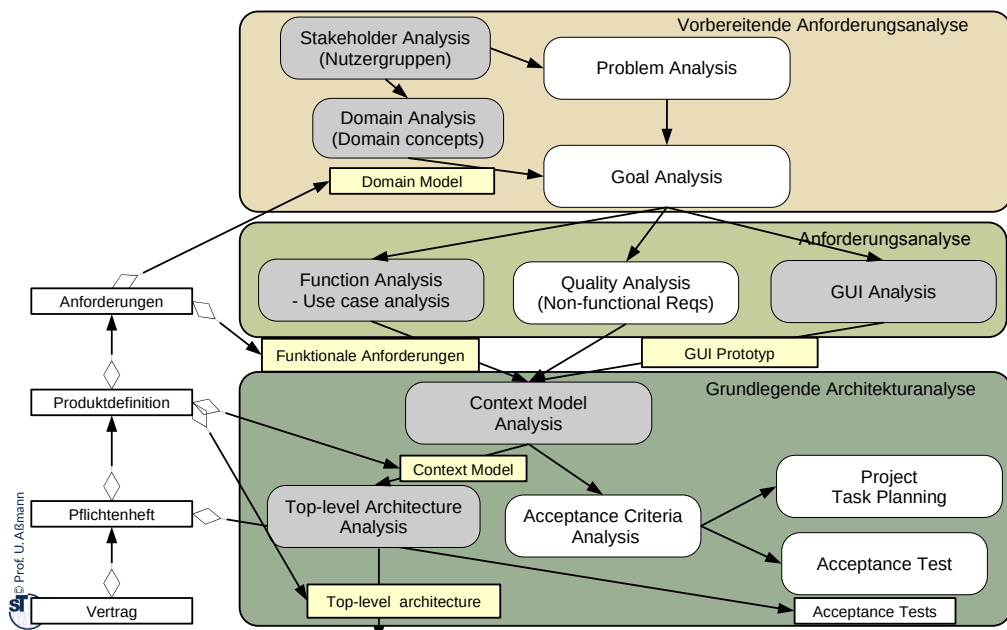 Vorbereitende Anforderungsanalyse
Stakeholder Analysis
(Nutzergruppen)
Problem Analysis
Domain Analysis
(Domain concepts)
Domain Model
Goal Analysis
Anforderungsanalyse
Function Analysis
- Use case analysis
Quality Analysis
(Non-functional Reqs)
GUI Analysis
Anforderungen
Funktionale Anforderungen
GUI Prototyp
Grundlegende Architekturanalyse
Produktdefinition
Context Model
Analysis
Context Model
Project
Task Planning
Pflichtenheft
Top-level Architecture
Analysis
Acceptance Criteria
Analysis
Acceptance Test
Vertrag
Top-level architecture
Acceptance Tests
© Prof. U. Aßmann
ST